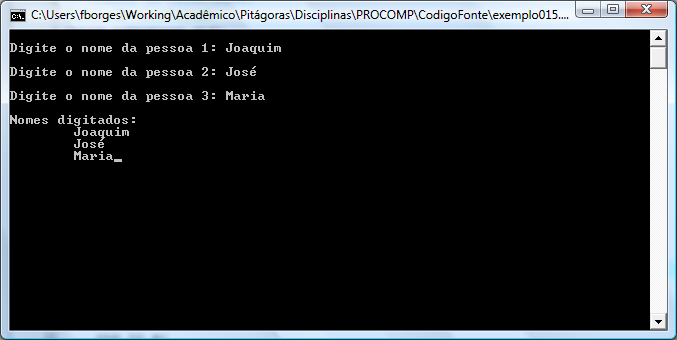 C:\Users\fborges\Working\Acadêmico\Pitágoras\Disciplinas\PROCOMP\CodigoFonte\exemplo015....
Digite o nome da pessoa 1: Joaquim
Digite o nome da pessoa 2: José
Digite o nome da pessoa 3: Maria
Nomes digitados:
Joaquim
José
Maria_